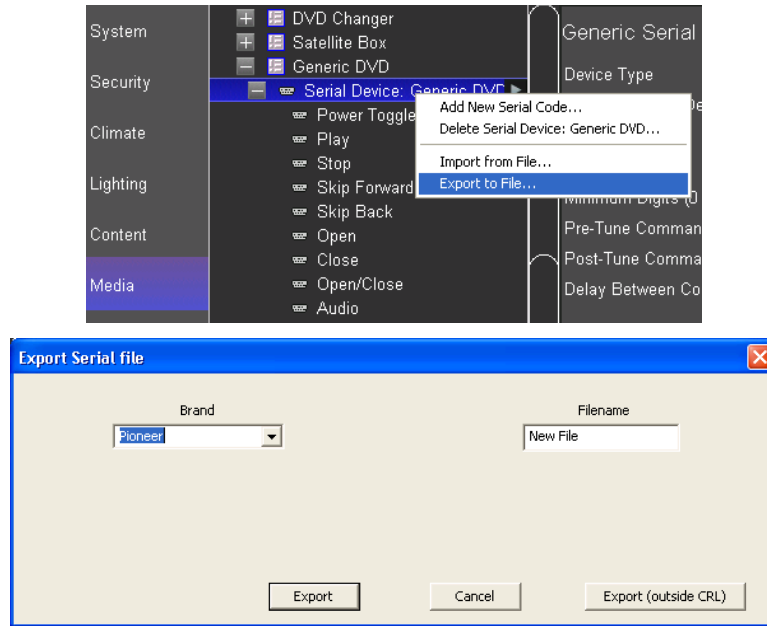 System
Security
Climate
Lighting
Content
Media
DVD Changer
Satellite Box
Generic DVD
Serial Device: Generic DVD
Power Toggle
Play
Stop
Skip Forward
Skip Back
Open
Close
Open/Close
Audio
Add New Serial Code...
Delete Serial Device: Generic DVD...
Import from File...
Export to File...
Generic Serial
Device Type
Minimum Digits (0
Pre-Tune Comman
Post-Tune Comma
Delay Between Co
Export Serial file
Brand
Filename
Pioneer
New File
Export
Cancel
Export (outside CRL)